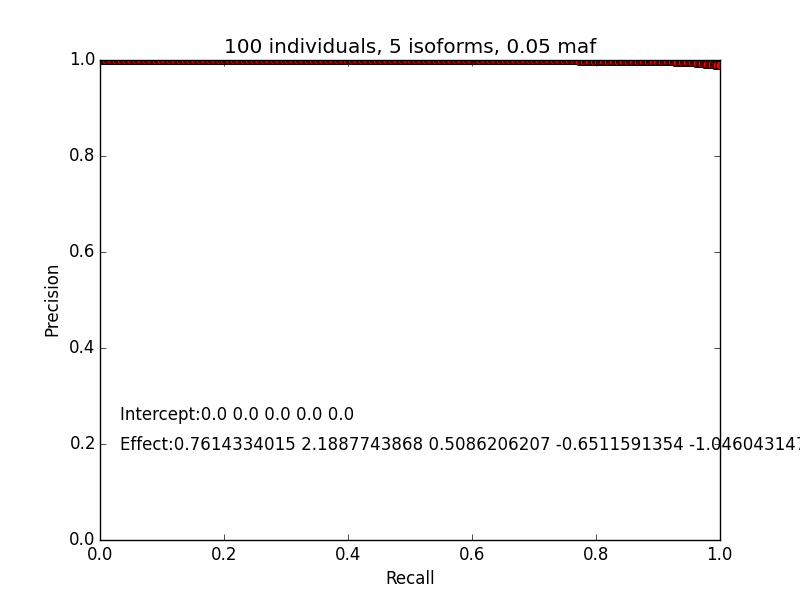 100 individuals, 5 isoforms, 0.05 maf
1.0
0.8
0.6
0.4
0.2
0.0
Precision
Intercept:0.0 0.0 0.0 0.0 0.0
Effect:0.7614334015 2.1887743868 0.5086206207 -0.6511591354 -1.046043147
0.0 0.2 0.4 0.6 0.8 1.0
Recall